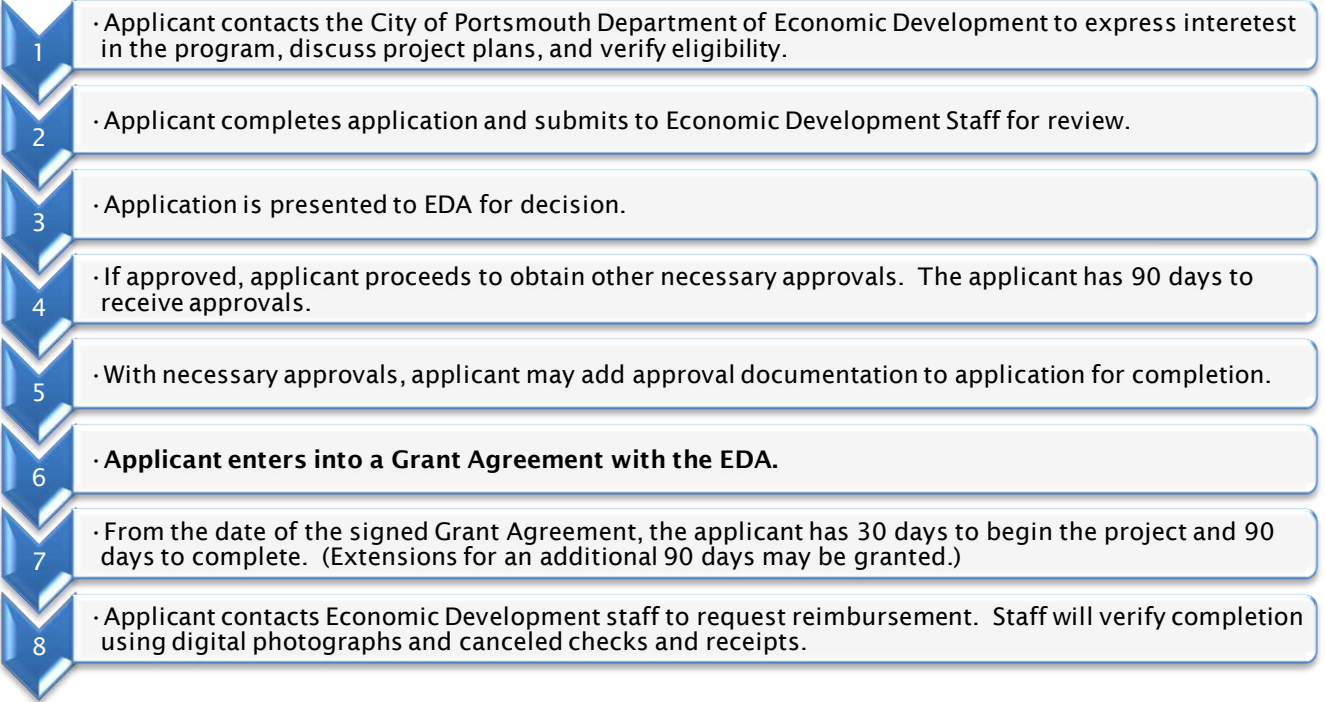 1
·Applicant contacts the City of Portsmouth Department of Economic Development to express interetest
in the program, discuss project plans, and verify eligibility.
2
·Applicant completes application and submits to Economic Development Staff for review.
3
·Application is presented to EDA for decision.
4
·If approved, applicant proceeds to obtain other necessary approvals. The applicant has 90 days to
receive approvals.
5
·With necessary approvals, applicant may add approval documentation to application for completion.
6
·Applicant enters into a Grant Agreement with the EDA.
7
·From the date of the signed Grant Agreement, the applicant has 30 days to begin the project and 90
days to complete. (Extensions for an additional 90 days may be granted.)
8
·Applicant contacts Economic Development staff to request reimbursement. Staff will verify completion
using digital photographs and canceled checks and receipts.